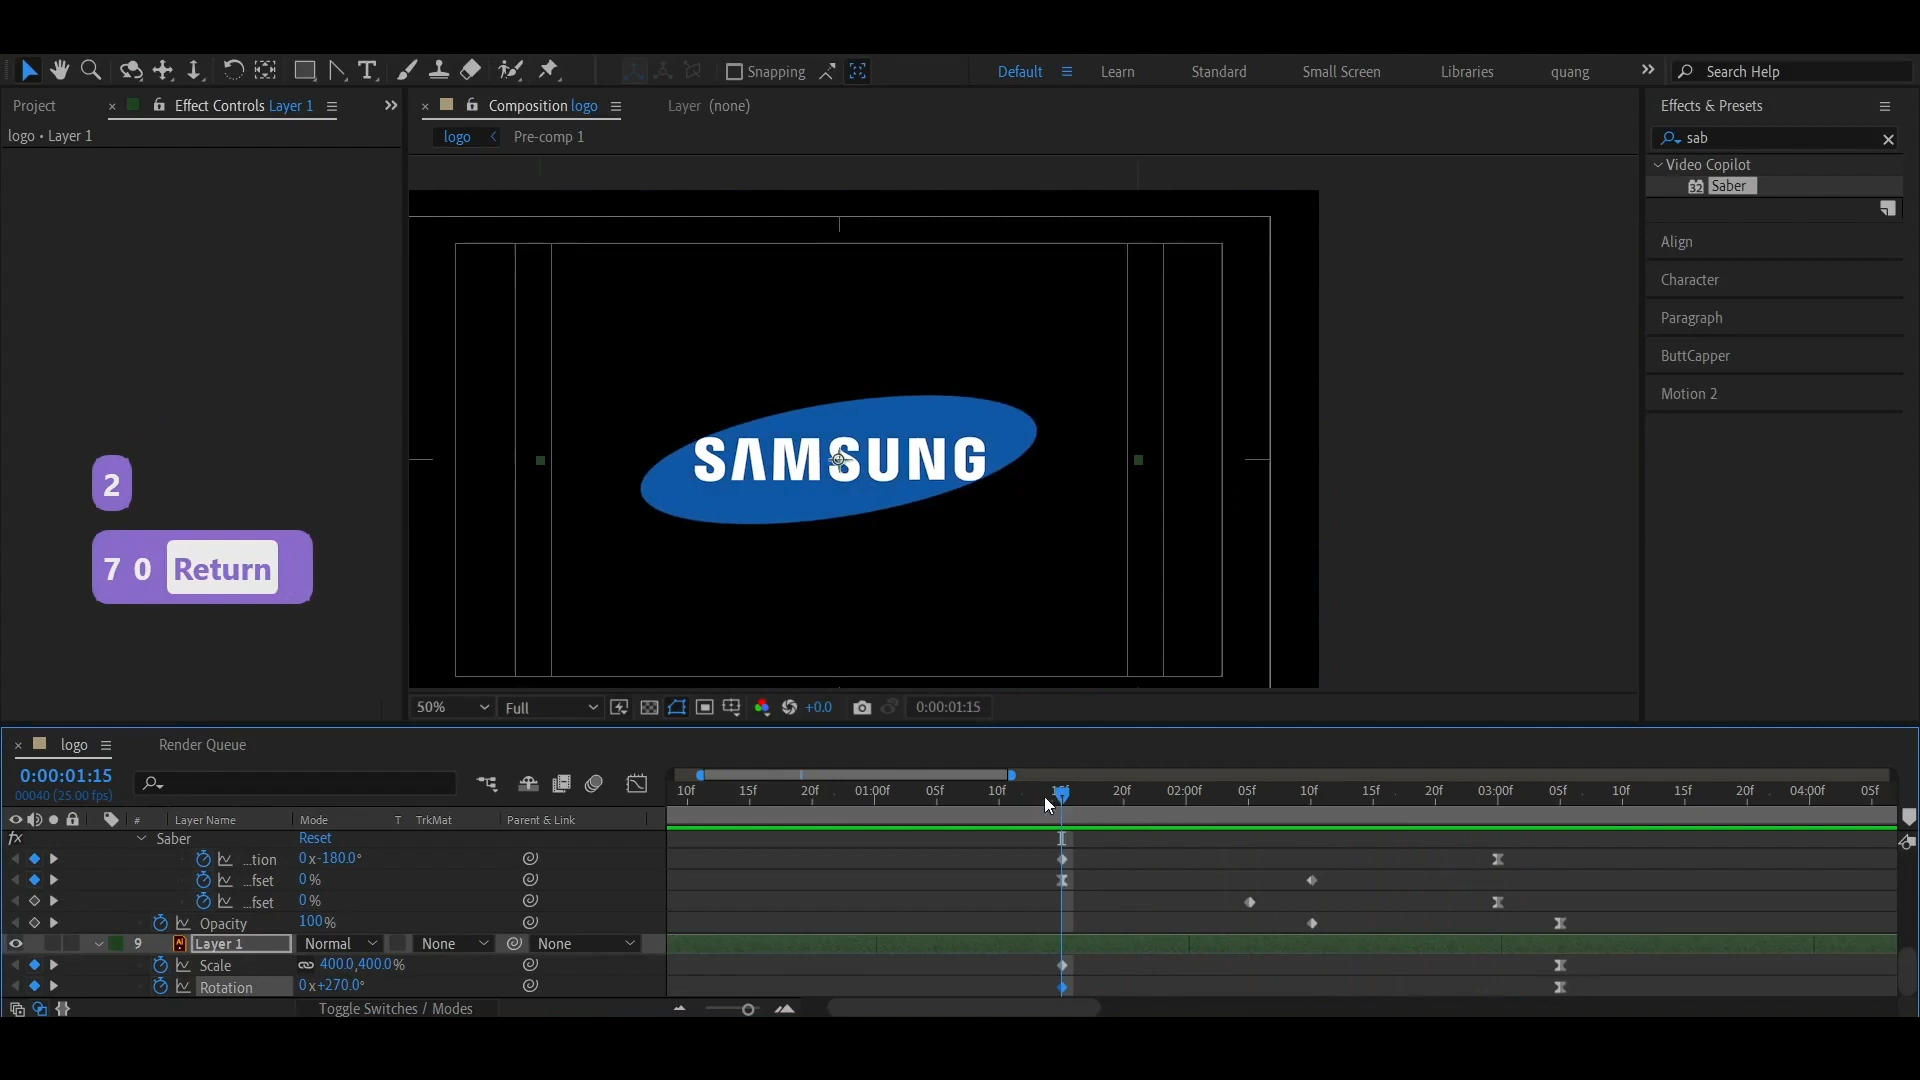 Snapping
Default
Learn
Standard
Small Screen
Libraries
quang
Search Help
Project
Effect Controls Layer 1
Composition logo
Layer (none)
Effects & Presets
logo • Layer 1
logo
Pre-comp 1
sab
Video Copilot
32 Saber
Align
Character
Paragraph
ButtCapper
Motion 2
SAMSUNG
2
7 0 Return
50%
Full
+0.0
0:00:01:15
logo
Render Queue
0:00:01:15
00040 (25.00 fps)
10f 15f 20f 01:00f 05f 10f 15f 20f 02:00f 05f 10f 15f 20f 03:00f 05f 10f 15f 20f 04:00f 05f
# Layer Name Mode T TrkMat Parent & Link
fx Saber Reset
...tion 0x-180.0°
...fset 0 %
...fset 0 %
Opacity 100%
9 Ai Layer 1 Normal None None
Scale 400.0,400.0%
Rotation 0x+270.0°
Toggle Switches / Modes